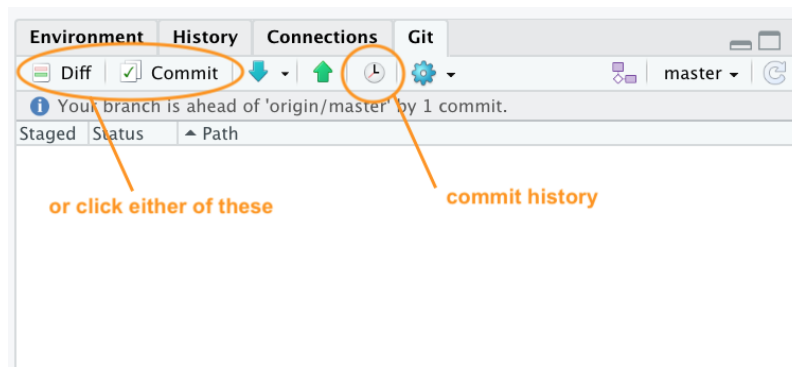 Environment History Connections Git
Diff Commit master
Your branch is ahead of 'origin/master' by 1 commit.
Staged Status Path
or click either of these
commit history